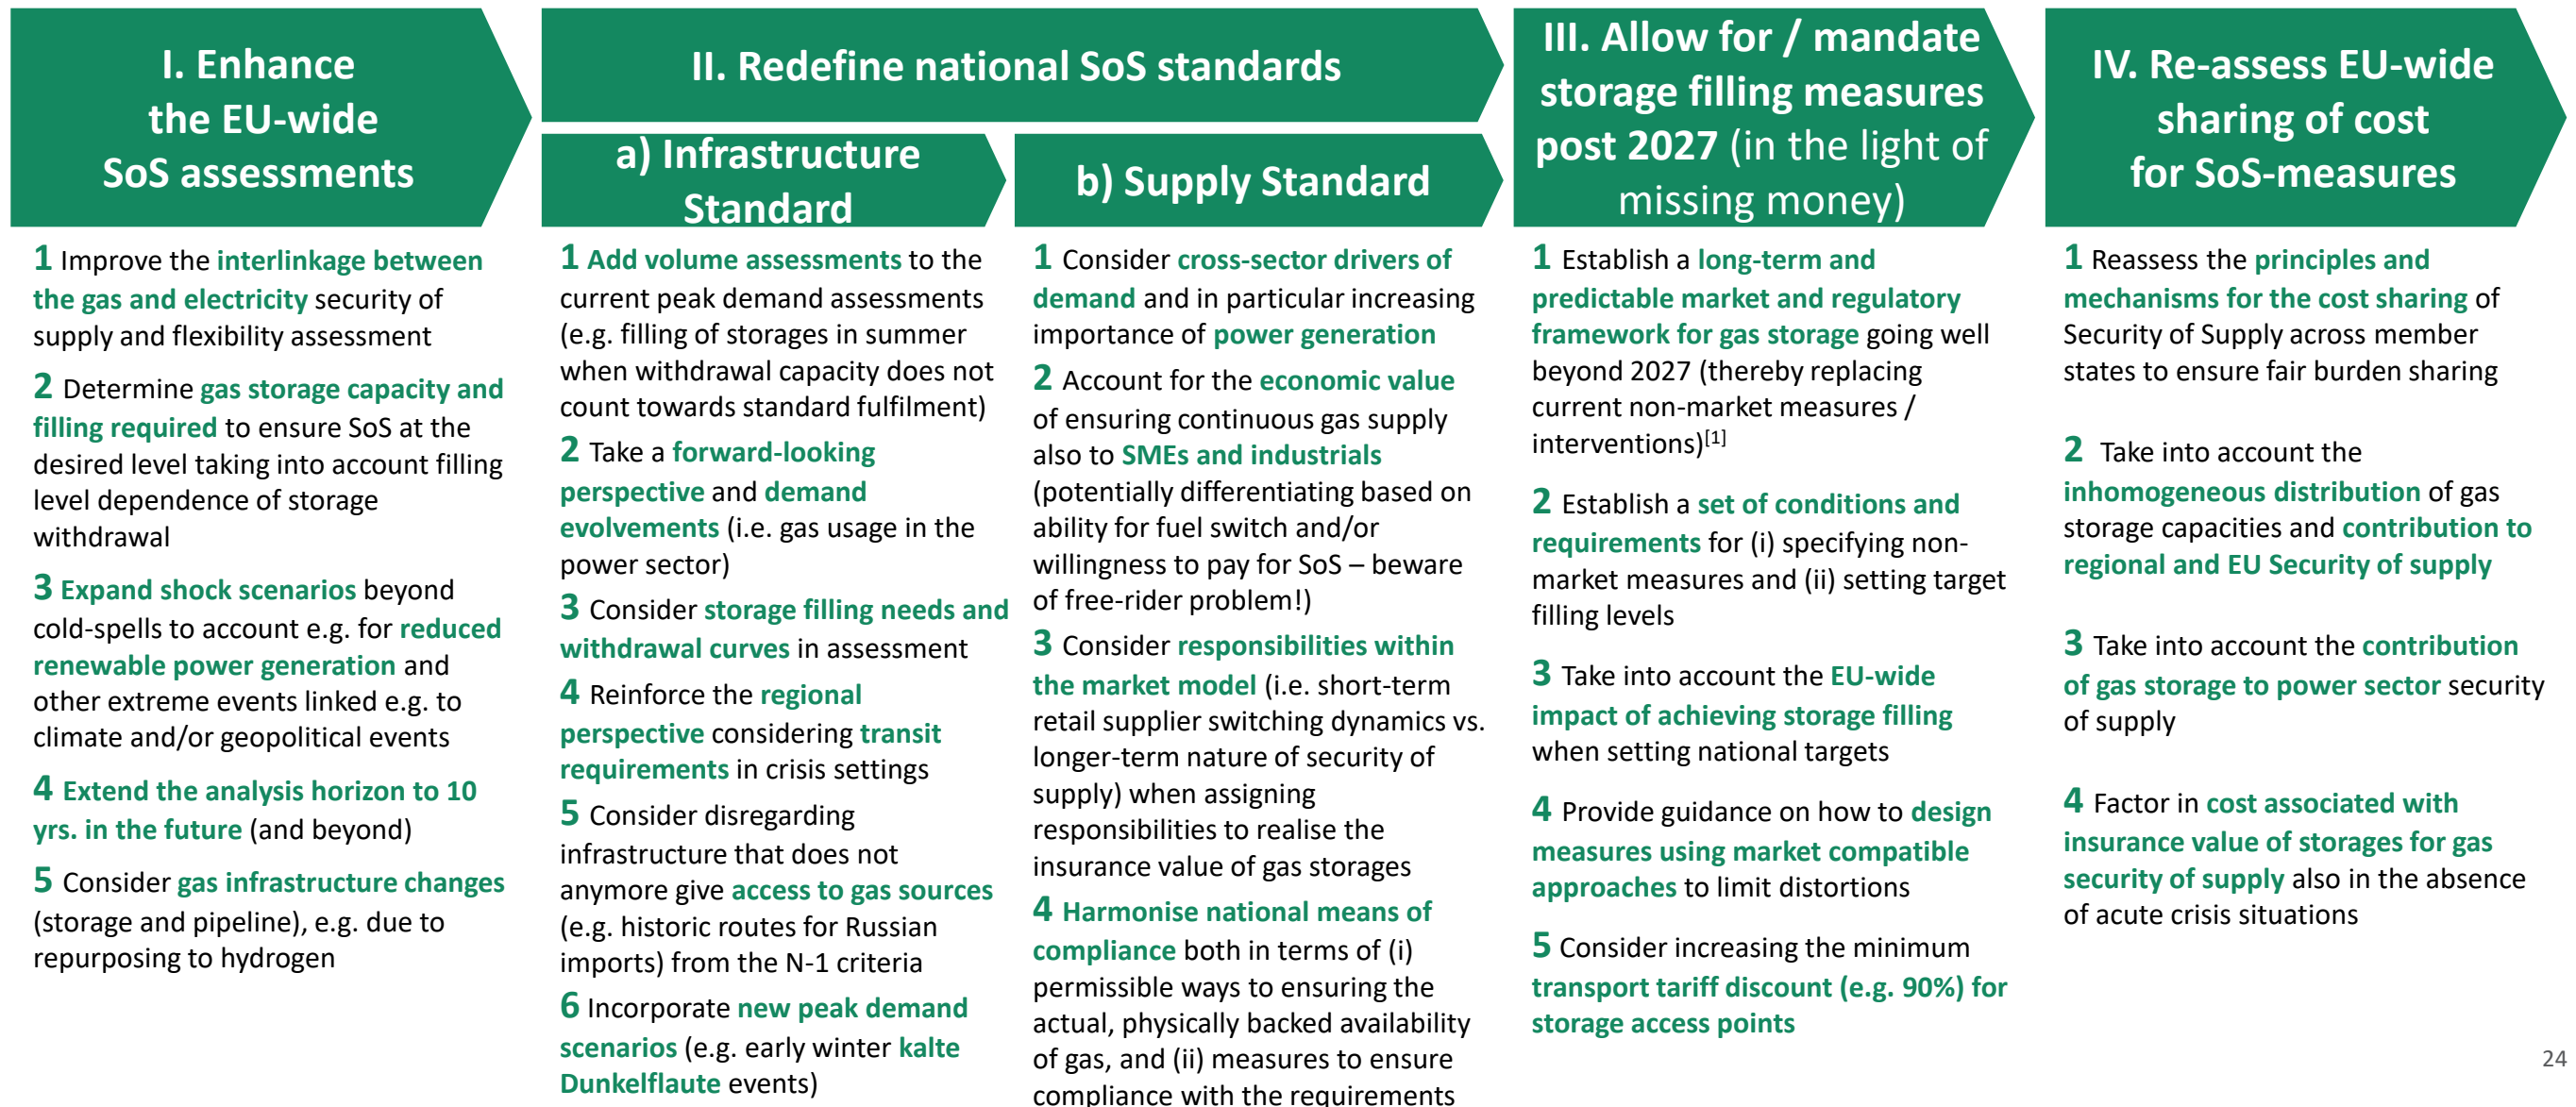 I. Enhance
the EU-wide
SoS assessments
1 Improve the interlinkage between
the gas and electricity security of
supply and flexibility assessment
2 Determine gas storage capacity and
filling required to ensure SoS at the
desired level taking into account filling
level dependence of storage
withdrawal
3 Expand shock scenarios beyond
cold-spells to account e.g. for reduced
renewable power generation and
other extreme events linked e.g. to
climate and/or geopolitical events
4 Extend the analysis horizon to 10
yrs. in the future (and beyond)
5 Consider gas infrastructure changes
(storage and pipeline), e.g. due to
repurposing to hydrogen
II. Redefine national SoS standards
a) Infrastructure
Standard
1 Add volume assessments to the
current peak demand assessments
(e.g. filling of storages in summer
when withdrawal capacity does not
count towards standard fulfilment)
2 Take a forward-looking
perspective and demand
evolvements (i.e. gas usage in the
power sector)
3 Consider storage filling needs and
withdrawal curves in assessment
4 Reinforce the regional
perspective considering transit
requirements in crisis settings
5 Consider disregarding
infrastructure that does not
anymore give access to gas sources
(e.g. historic routes for Russian
imports) from the N-1 criteria
6 Incorporate new peak demand
scenarios (e.g. early winter kalte
Dunkelflaute events)
b) Supply Standard
1 Consider cross-sector drivers of
demand and in particular increasing
importance of power generation
2 Account for the economic value
of ensuring continuous gas supply
also to SMEs and industrials
(potentially differentiating based on
ability for fuel switch and/or
willingness to pay for SoS – beware
of free-rider problem!)
3 Consider responsibilities within
the market model (i.e. short-term
retail supplier switching dynamics vs.
longer-term nature of security of
supply) when assigning
responsibilities to realise the
insurance value of gas storages
4 Harmonise national means of
compliance both in terms of (i)
permissible ways to ensuring the
actual, physically backed availability
of gas, and (ii) measures to ensure
compliance with the requirements
III. Allow for / mandate
storage filling measures
post 2027 (in the light of
missing money)
1 Establish a long-term and
predictable market and regulatory
framework for gas storage going well
beyond 2027 (thereby replacing
current non-market measures /
interventions)[1]
2 Establish a set of conditions and
requirements for (i) specifying non-
market measures and (ii) setting target
filling levels
3 Take into account the EU-wide
impact of achieving storage filling
when setting national targets
4 Provide guidance on how to design
measures using market compatible
approaches to limit distortions
5 Consider increasing the minimum
transport tariff discount (e.g. 90%) for
storage access points
IV. Re-assess EU-wide
sharing of cost
for SoS-measures
1 Reassess the principles and
mechanisms for the cost sharing of
Security of Supply across member
states to ensure fair burden sharing
2 Take into account the
inhomogeneous distribution of gas
storage capacities and contribution to
regional and EU Security of supply
3 Take into account the contribution
of gas storage to power sector security
of supply
4 Factor in cost associated with
insurance value of storages for gas
security of supply also in the absence
of acute crisis situations
24